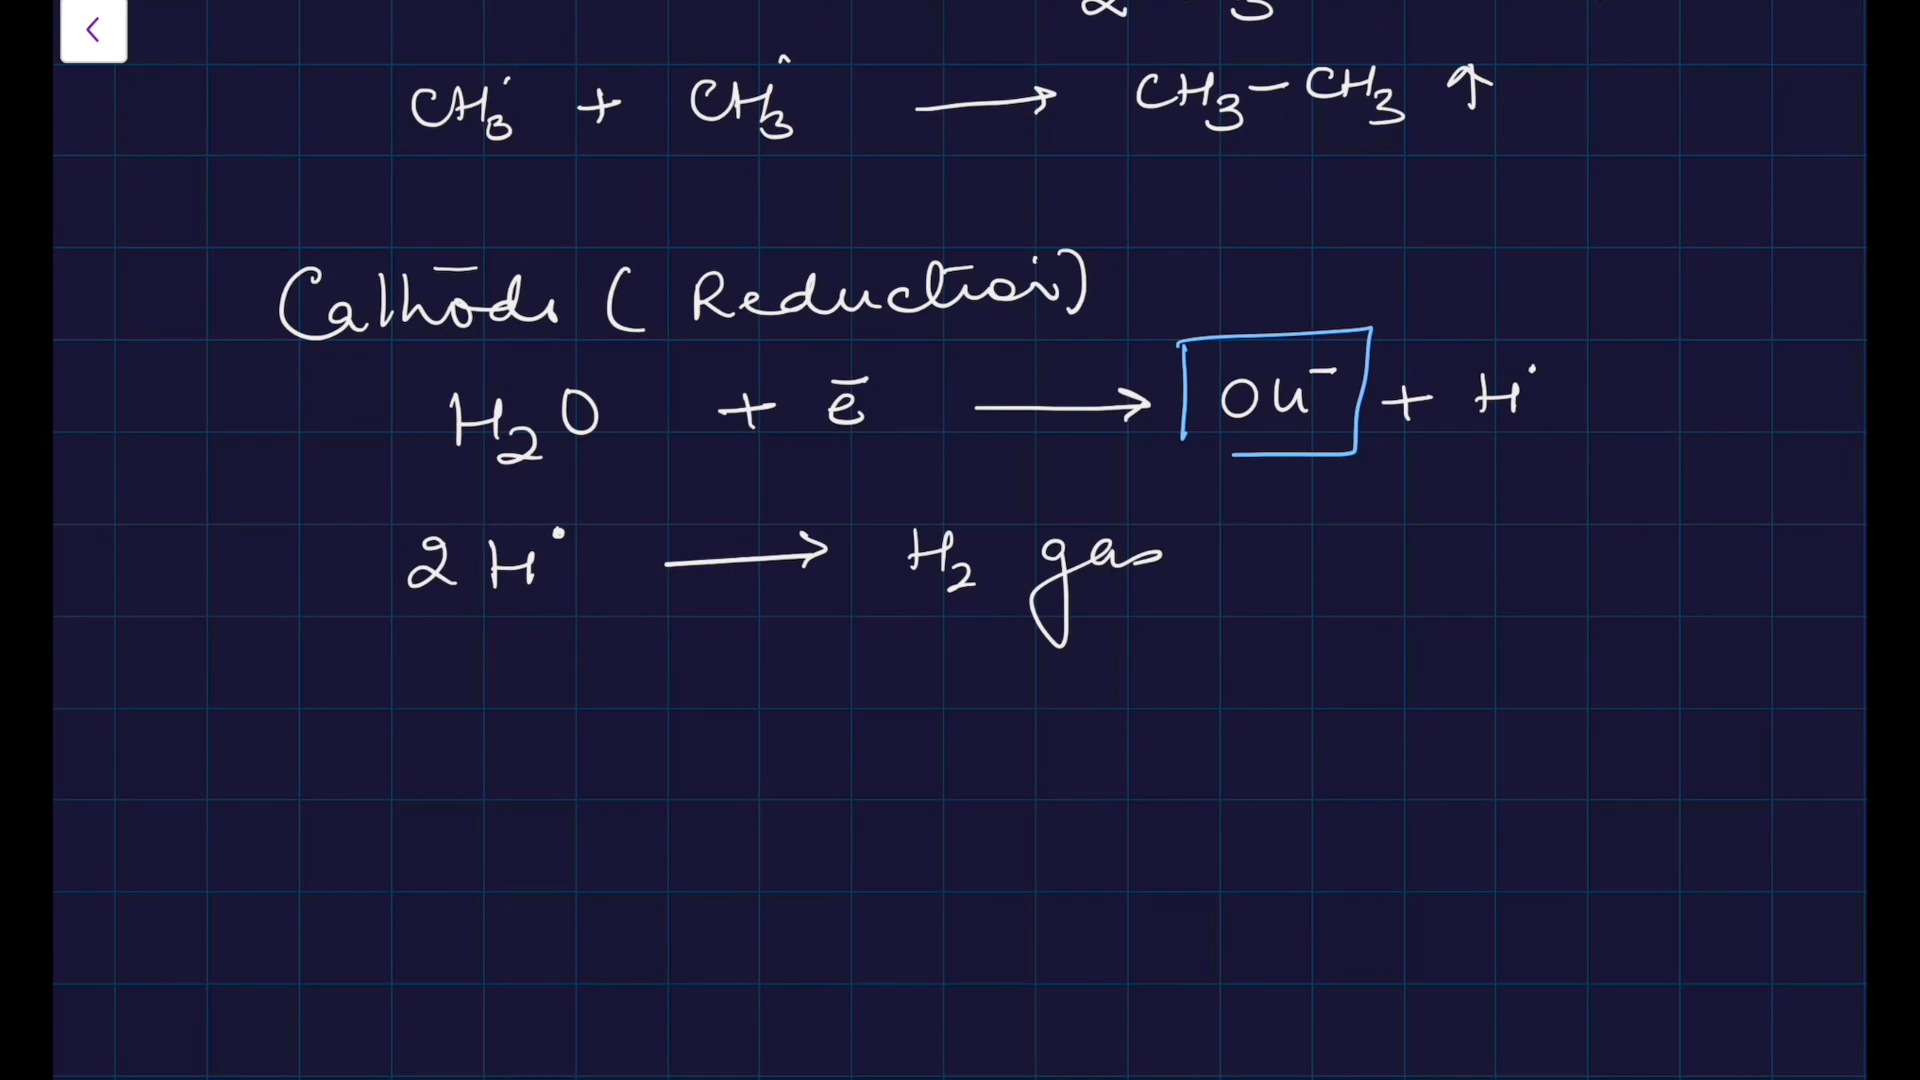 CH₃˙ + CH₃˙ ⟶ CH₃–CH₃ ↑
Cathode (Reduction)
H₂O + e⁻ ⟶ OH⁻ + H˙
2H˙ ⟶ H₂ gas